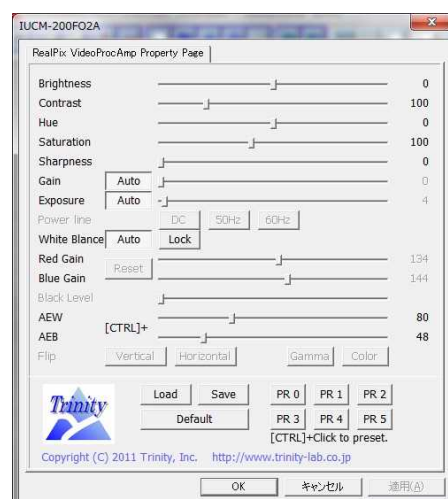 IUCM-200FO2A
RealPix VideoProcAmp Property Page
Brightness 0
Contrast 100
Hue 0
Saturation 100
Sharpness 0
Gain Auto 0
Exposure Auto 4
Power line DC 50Hz 60Hz
White Blance Auto Lock
Red Gain 134
Reset
Blue Gain 144
Black Level
AEW 80
[CTRL]+
AEB 48
Flip Vertical Horizontal Gamma Color
Trinity
Load Save PR 0 PR 1 PR 2
Default PR 3 PR 4 PR 5
[CTRL]+Click to preset.
Copyright (C) 2011 Trinity, Inc. http://www.trinity-lab.co.jp
OK キャンセル 適用(A)